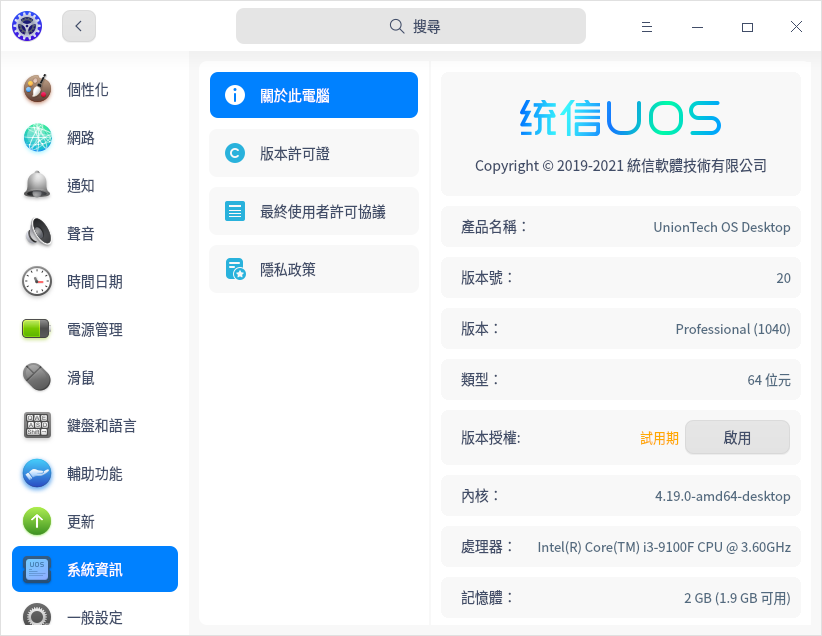 搜尋
個性化
網路
通知
聲音
時間日期
電源管理
滑鼠
鍵盤和語言
輔助功能
更新
UOS
系統資訊
一般設定
關於此電腦
版本許可證
最終使用者許可協議
隱私政策
统信UOS
Copyright © 2019-2021 統信軟體技術有限公司
產品名稱： UnionTech OS Desktop
版本號： 20
版本： Professional (1040)
類型： 64 位元
版本授權: 試用期 啟用
內核： 4.19.0-amd64-desktop
處理器： Intel(R) Core(TM) i3-9100F CPU @ 3.60GHz
記憶體： 2 GB (1.9 GB 可用)